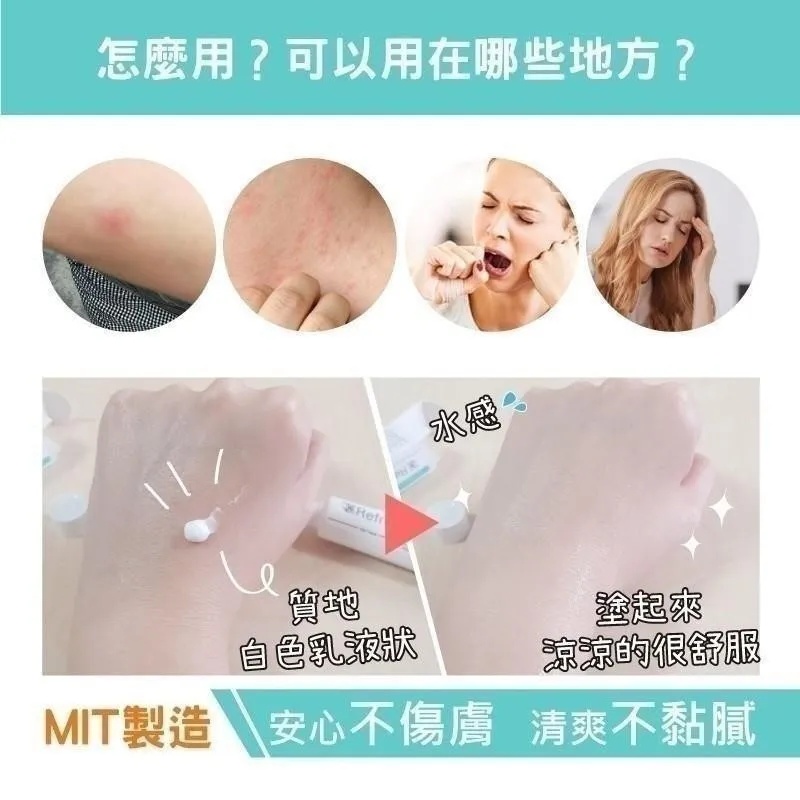 怎麼用？可以用在哪些地方？
水感
Refr
質地
白色乳液狀
塗起來
涼涼的很舒服
MIT製造
安心不傷膚 清爽不黏膩